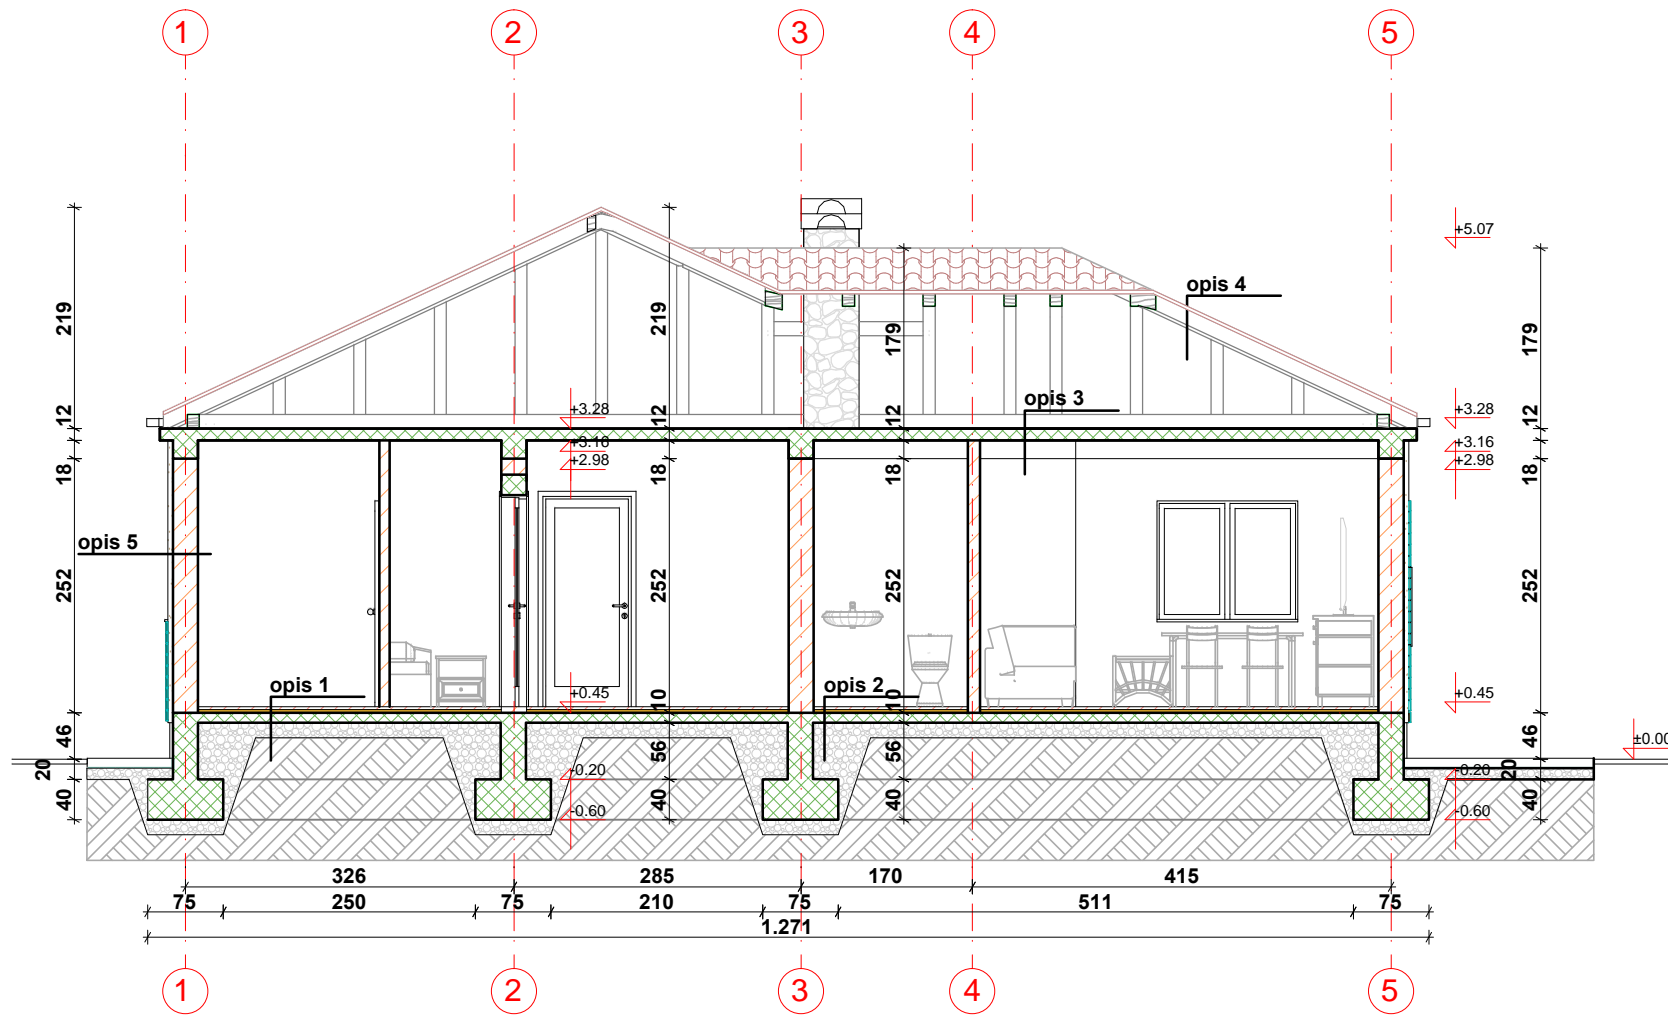 1 2 3 4 5
+5.07
opis 4
219 219 179 179
opis 3
12 +3.28 12 12 +3.28 12
+3.16 +3.16
18 +2.98 18 18 +2.98 18
opis 5
252 252 252 252
opis 1 opis 2
+0.45 10 10 +0.45
46 56 56 46 ±0.00
20 -0.20 -0.20 20
40 -0.60 40 40 -0.60 40
326 285 170 415
75 250 75 210 75 511 75
1.271
1 2 3 4 5